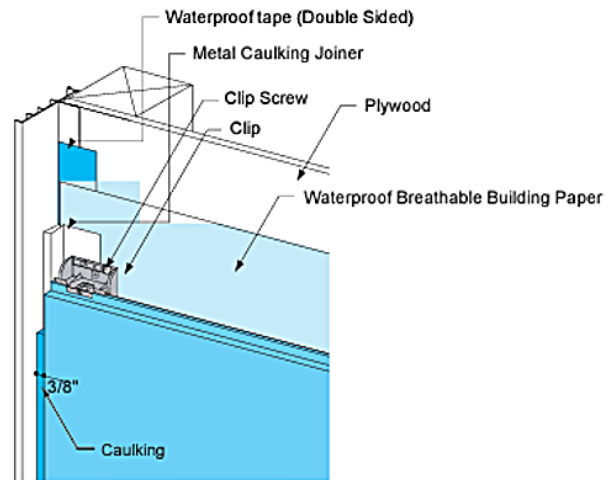 Waterproof tape (Double Sided)
Metal Caulking Joiner
Clip Screw
Clip
Plywood
Waterproof Breathable Building Paper
3/8"
Caulking